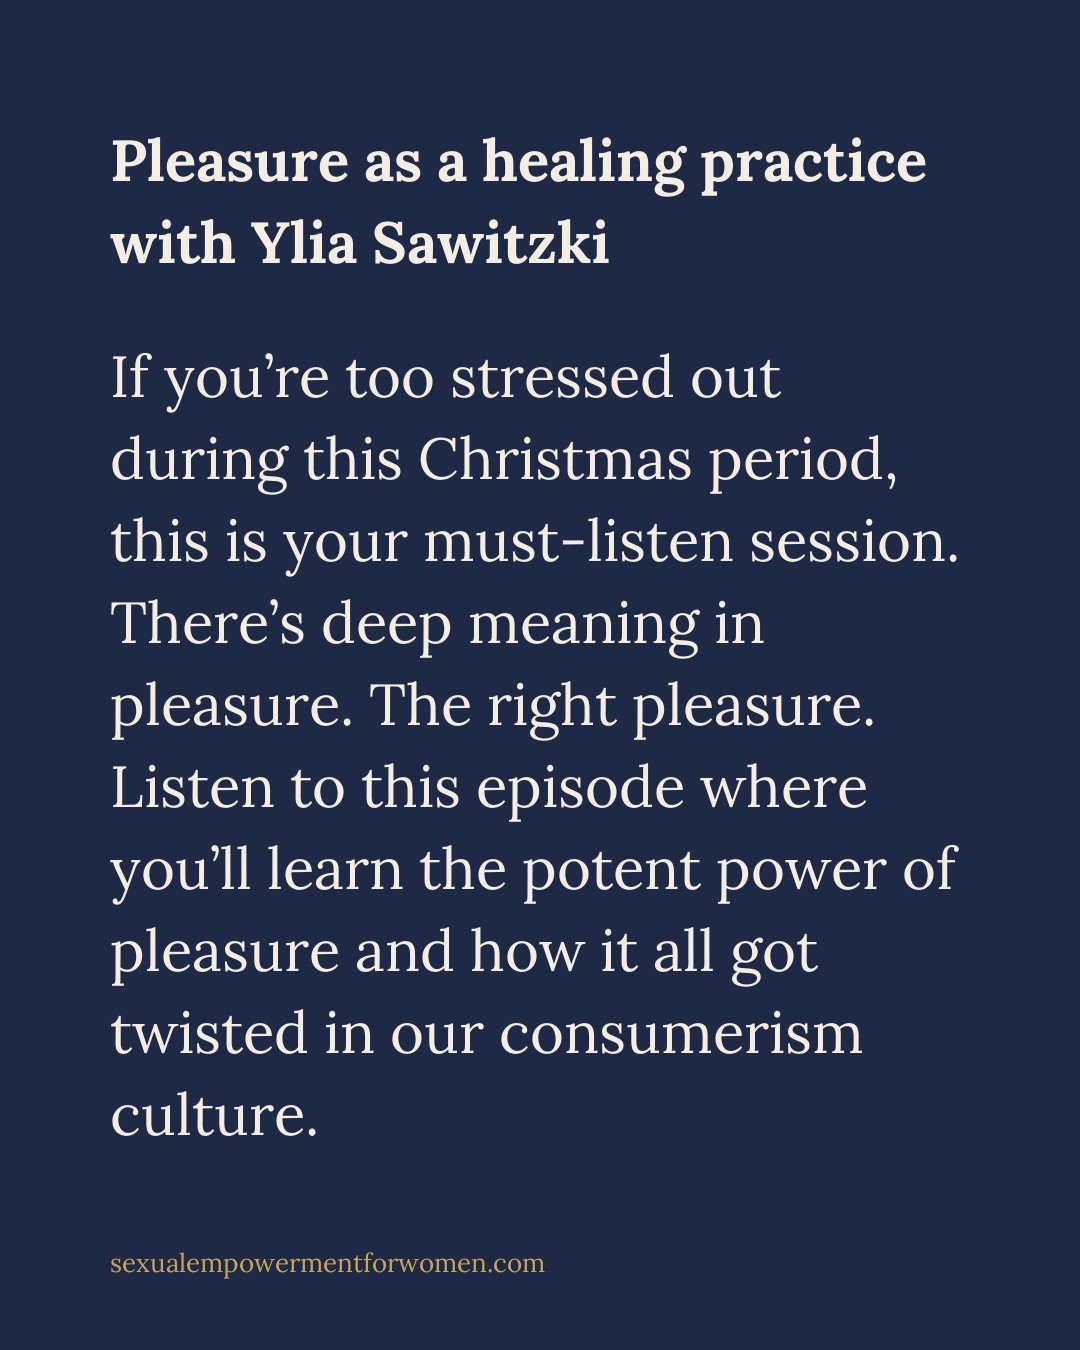 Pleasure as a healing practice
with Ylia Sawitzki
If you’re too stressed out
during this Christmas period,
this is your must-listen session.
There’s deep meaning in
pleasure. The right pleasure.
Listen to this episode where
you’ll learn the potent power of
pleasure and how it all got
twisted in our consumerism
culture.
sexualempowermentforwomen.com